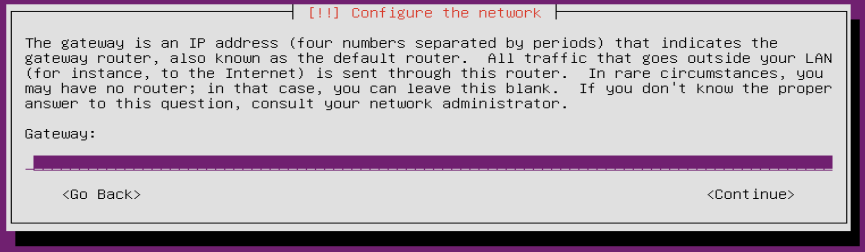 [!!] Configure the network
The gateway is an IP address (four numbers separated by periods) that indicates the
gateway router, also known as the default router.  All traffic that goes outside your LAN
(for instance, to the Internet) is sent through this router.  In rare circumstances, you
may have no router; in that case, you can leave this blank.  If you don't know the proper
answer to this question, consult your network administrator.
Gateway:
<Go Back> <Continue>